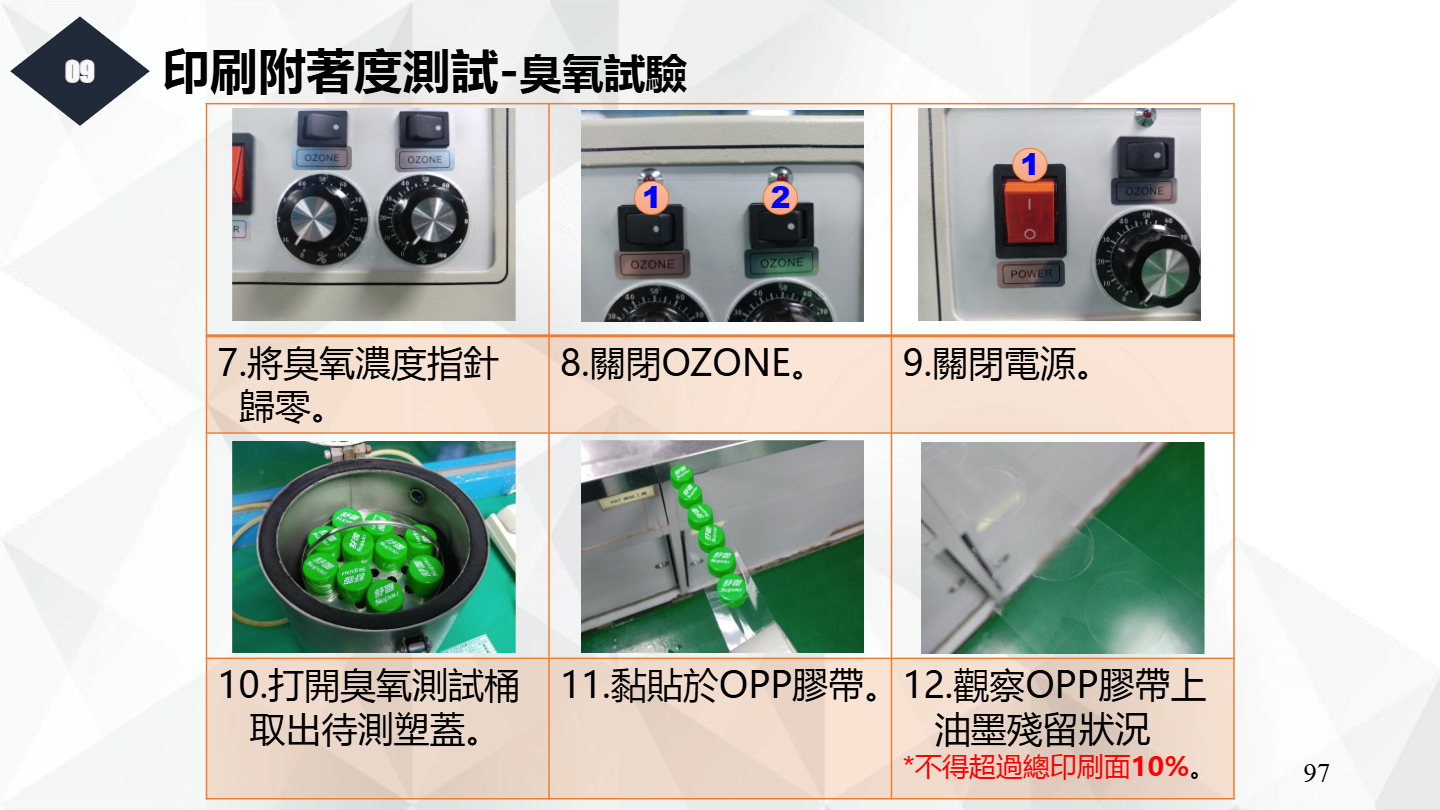 09
印刷附著度測試-臭氧試驗
OZONE
OZONE
1
2
OZONE
OZONE
1
OZONE
POWER
7.將臭氧濃度指針
歸零。
8.關閉OZONE。
9.關閉電源。
舒跑
Supau
10.打開臭氧測試桶
取出待測塑蓋。
11.黏貼於OPP膠帶。
12.觀察OPP膠帶上
油墨殘留狀況
*不得超過總印刷面10%。
97